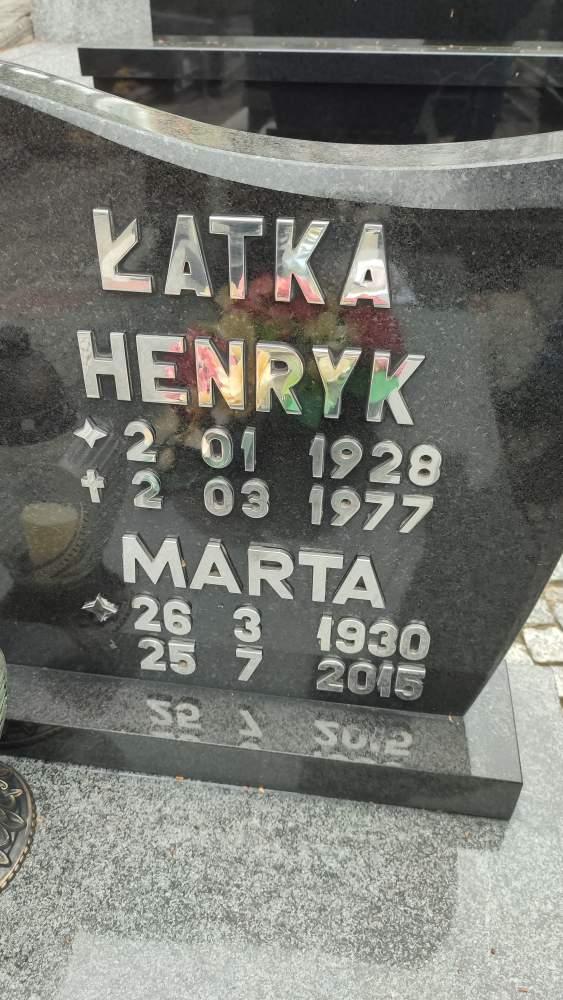 ŁATKA
HENRYK
2 01 1928
2 03 1977
MARTA
26 3 1930
25 7 2015